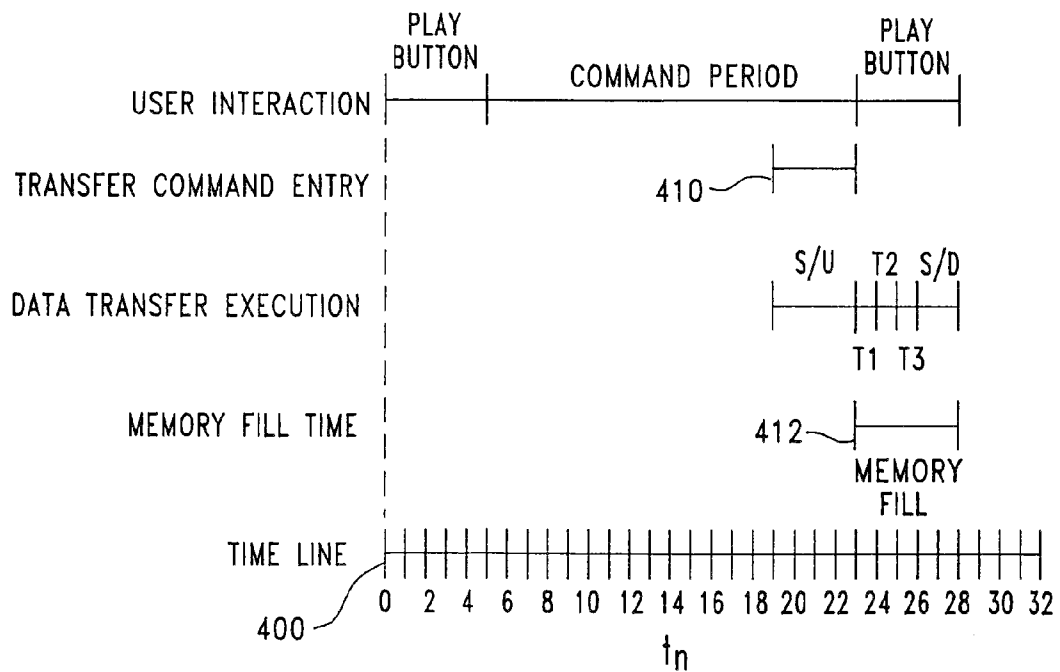 PLAY
BUTTON
PLAY
BUTTON
COMMAND PERIOD
USER INTERACTION
TRANSFER COMMAND ENTRY
410
S/U T2 S/D
DATA TRANSFER EXECUTION
T1 T3
MEMORY FILL TIME
412
MEMORY
FILL
TIME LINE
0 2 4 6 8 10 12 14 16 18 20 22 24 26 28 30 32
400
tn